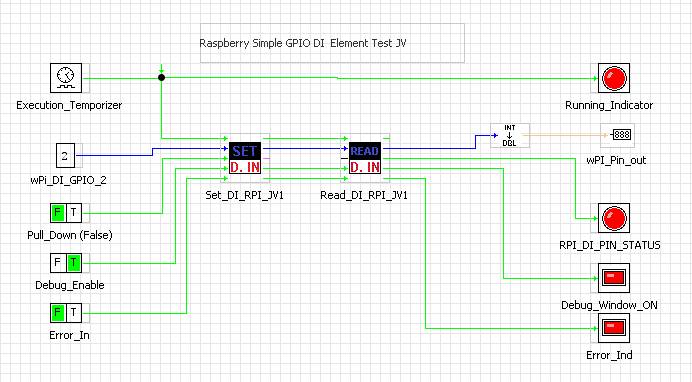 Raspberry Simple GPIO DI  Element Test JV
Execution_Temporizer
Running_Indicator
INT
DBL
888
wPI_Pin_out
2
wPi_DI_GPIO_2
SET
D. IN
Set_DI_RPI_JV1
READ
D. IN
Read_DI_RPI_JV1
F T
Pull_Down (False)
RPI_DI_PIN_STATUS
F T
Debug_Enable
Debug_Window_ON
F T
Error_In
Error_Ind